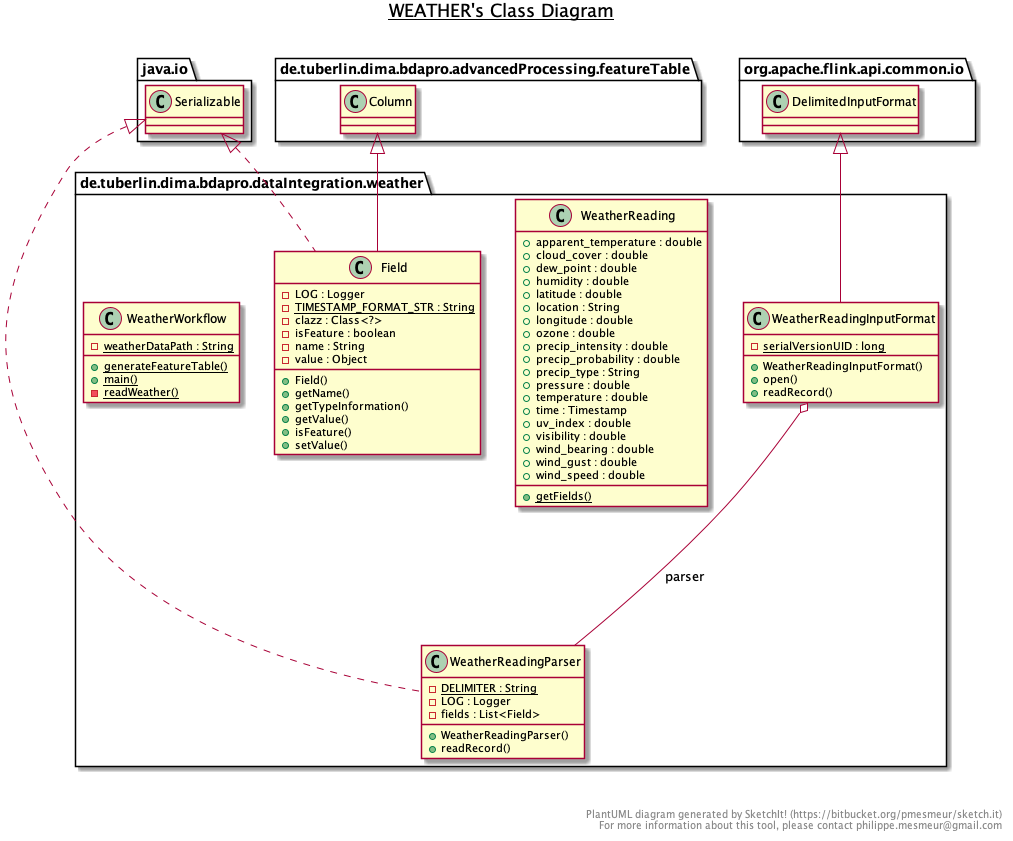 WEATHER's Class Diagram
java.io
C Serializable
de.tuberlin.dima.bdapro.advancedProcessing.featureTable
C Column
org.apache.flink.api.common.io
C DelimitedInputFormat
de.tuberlin.dima.bdapro.dataIntegration.weather
C WeatherWorkflow
weatherDataPath : String
generateFeatureTable()
main()
readWeather()
C Field
LOG : Logger
TIMESTAMP_FORMAT_STR : String
clazz : Class<?>
isFeature : boolean
name : String
value : Object
Field()
getName()
getTypeInformation()
getValue()
isFeature()
setValue()
C WeatherReading
apparent_temperature : double
cloud_cover : double
dew_point : double
humidity : double
latitude : double
location : String
longitude : double
ozone : double
precip_intensity : double
precip_probability : double
precip_type : String
pressure : double
temperature : double
time : Timestamp
uv_index : double
visibility : double
wind_bearing : double
wind_gust : double
wind_speed : double
getFields()
C WeatherReadingInputFormat
serialVersionUID : long
WeatherReadingInputFormat()
open()
readRecord()
parser
C WeatherReadingParser
DELIMITER : String
LOG : Logger
fields : List<Field>
WeatherReadingParser()
readRecord()
PlantUML diagram generated by SketchIt! (https://bitbucket.org/pmesmeur/sketch.it)
For more information about this tool, please contact philippe.mesmeur@gmail.com